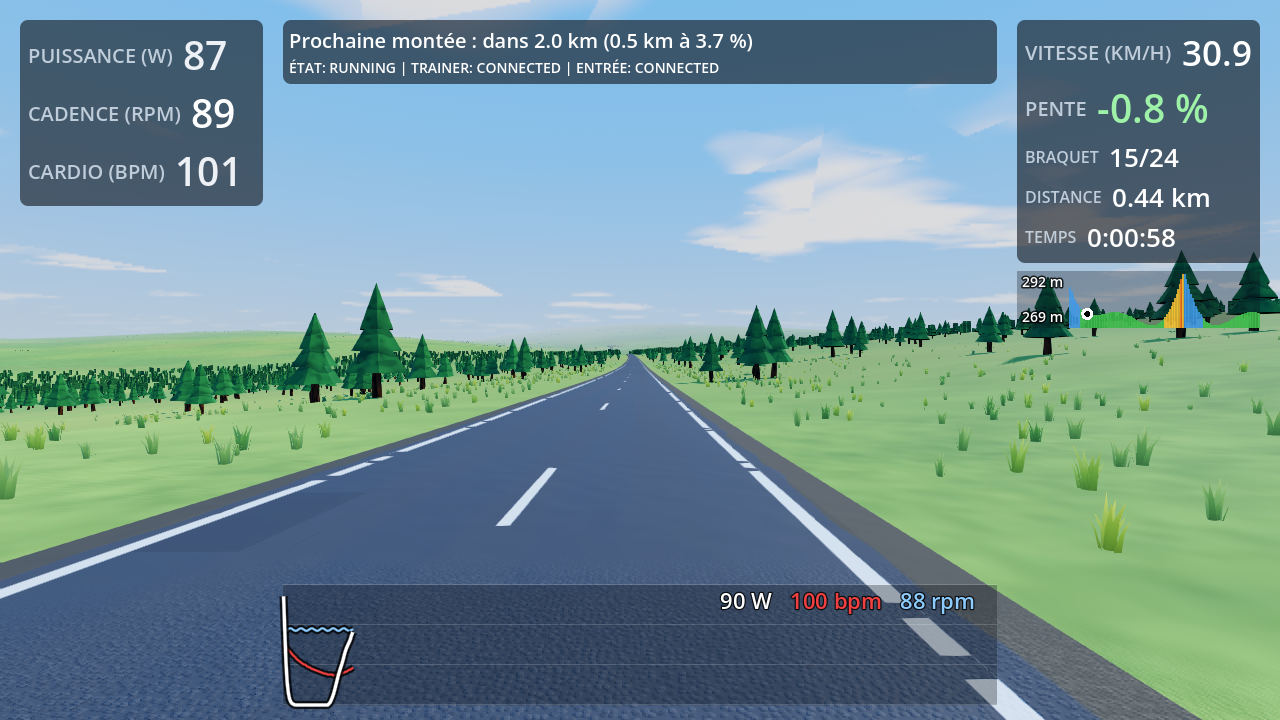 PUISSANCE (W) 87
CADENCE (RPM) 89
CARDIO (BPM) 101
Prochaine montée : dans 2.0 km (0.5 km à 3.7 %)
ÉTAT: RUNNING | TRAINER: CONNECTED | ENTRÉE: CONNECTED
VITESSE (KM/H) 30.9
PENTE -0.8 %
BRAQUET 15/24
DISTANCE 0.44 km
TEMPS 0:00:58
292 m
269 m
90 W 100 bpm 88 rpm